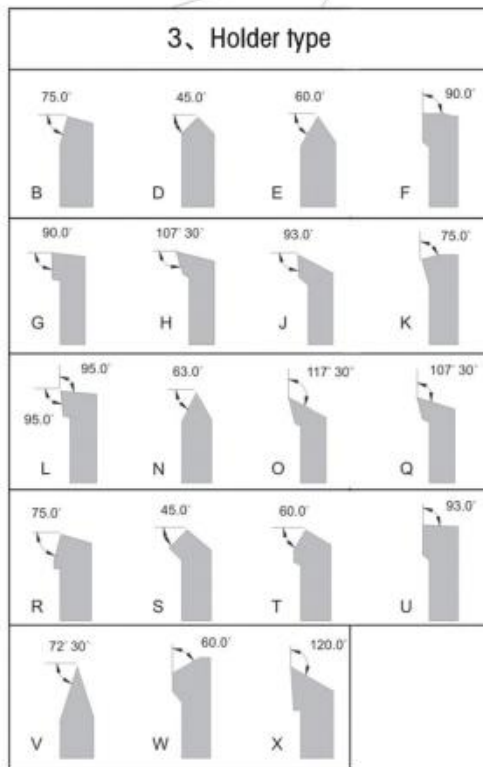 3、Holder type
75.0° 45.0° 60.0° 90.0°
B D E F
90.0° 107° 30' 93.0° 75.0°
G H J K
95.0° 63.0° 117° 30' 107° 30'
95.0°
L N O Q
75.0° 45.0° 60.0° 93.0°
R S T U
72° 30' 60.0° 120.0°
V W X